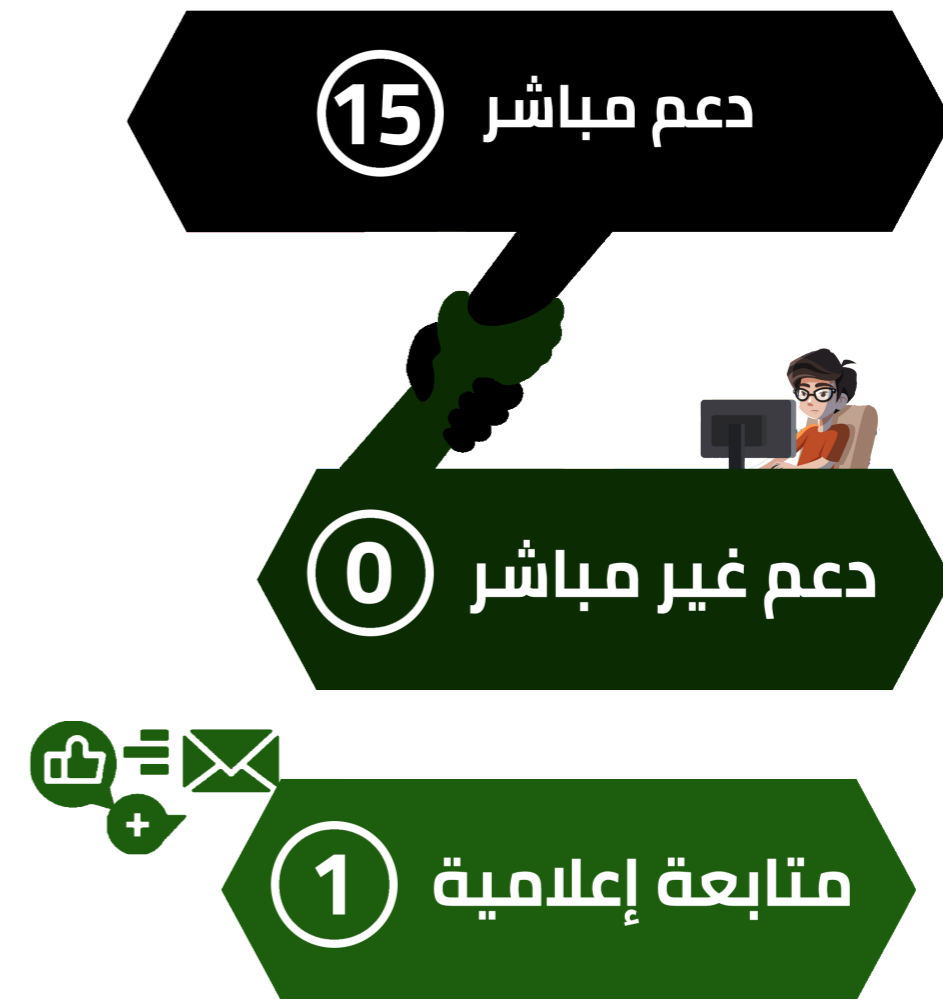 دعم مباشر 15
دعم غير مباشر 0
+
متابعة إعلامية 1